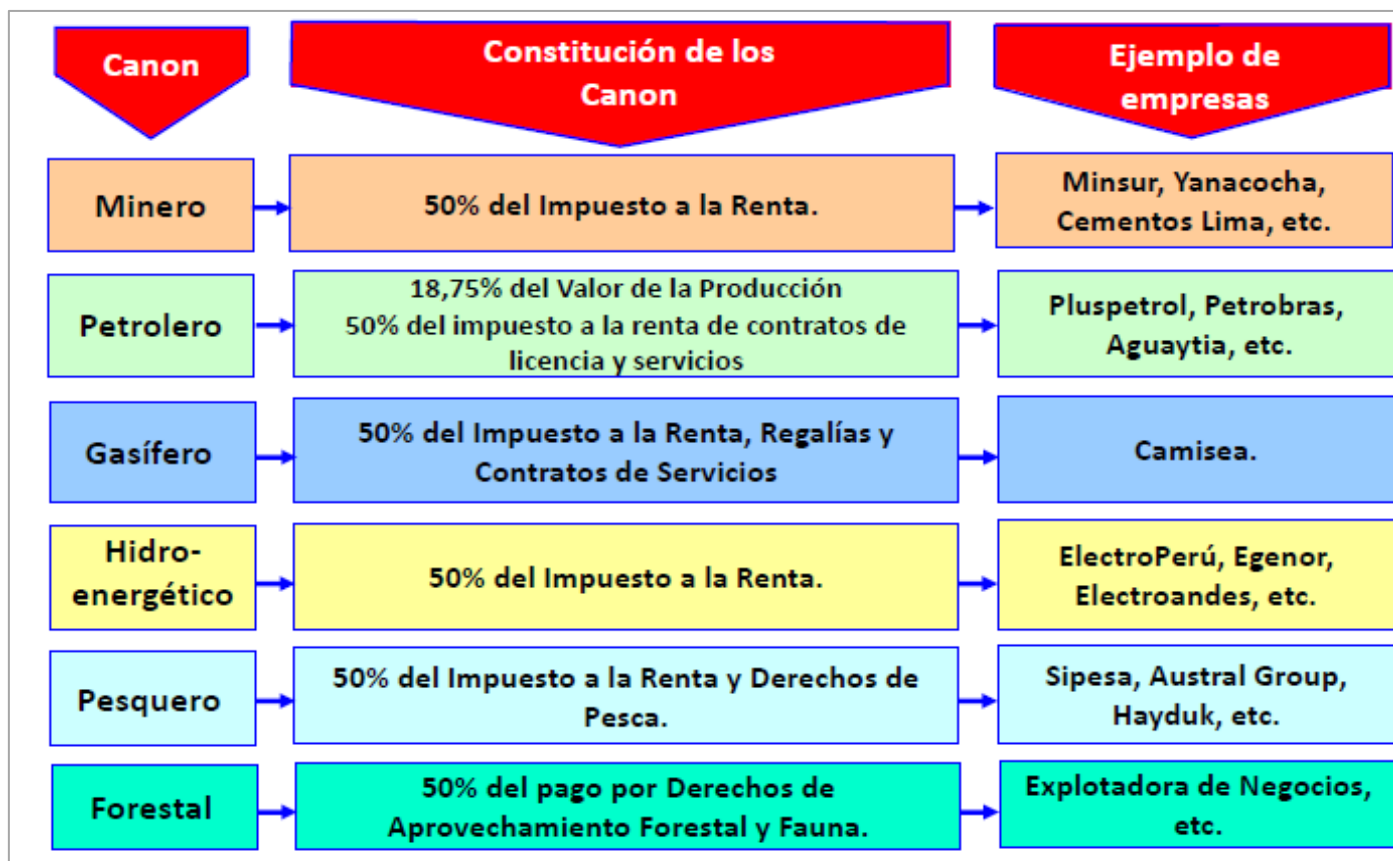 Canon
Constitución de los
Canon
Ejemplo de
empresas
Minero
50% del Impuesto a la Renta.
Minsur, Yanacocha,
Cementos Lima, etc.
Petrolero
18,75% del Valor de la Producción
50% del impuesto a la renta de contratos de
licencia y servicios
Pluspetrol, Petrobras,
Aguaytia, etc.
Gasífero
50% del Impuesto a la Renta, Regalías y
Contratos de Servicios
Camisea.
Hidro-
energético
50% del Impuesto a la Renta.
ElectroPerú, Egenor,
Electroandes, etc.
Pesquero
50% del Impuesto a la Renta y Derechos de
Pesca.
Sipesa, Austral Group,
Hayduk, etc.
Forestal
50% del pago por Derechos de
Aprovechamiento Forestal y Fauna.
Explotadora de Negocios,
etc.